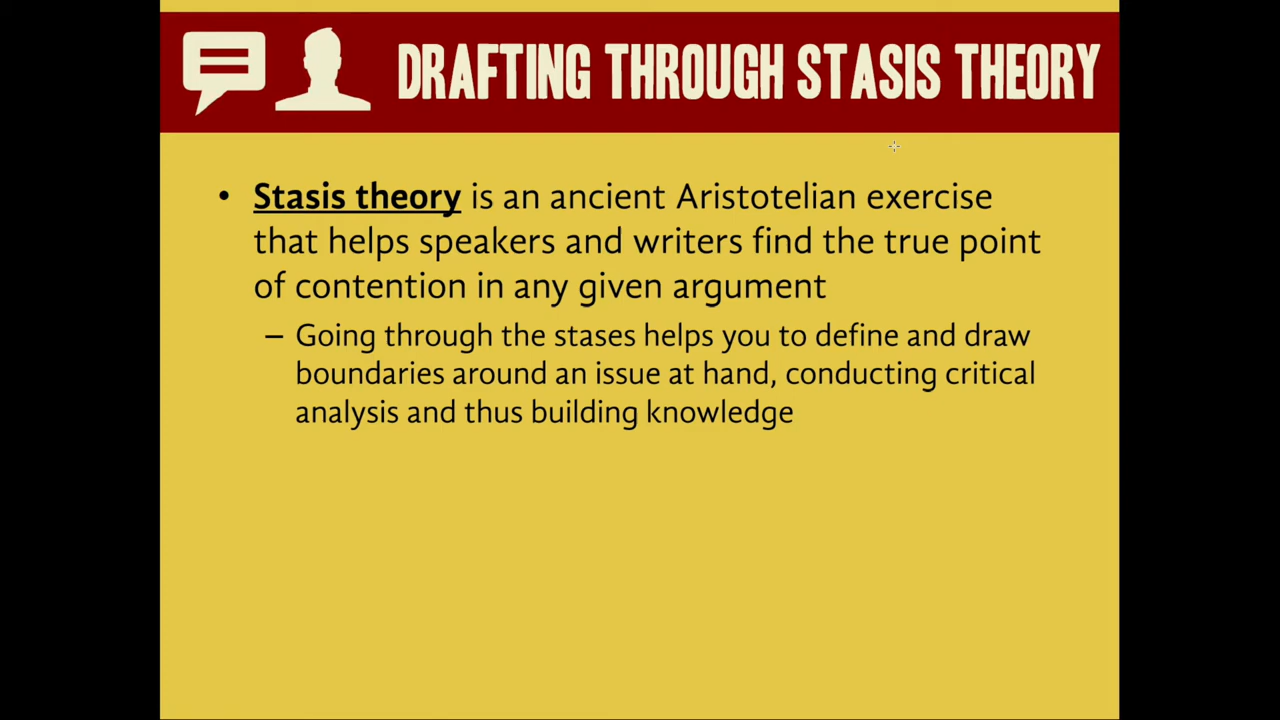 DRAFTING THROUGH STASIS THEORY
• Stasis theory is an ancient Aristotelian exercise
that helps speakers and writers find the true point
of contention in any given argument
– Going through the stases helps you to define and draw
boundaries around an issue at hand, conducting critical
analysis and thus building knowledge